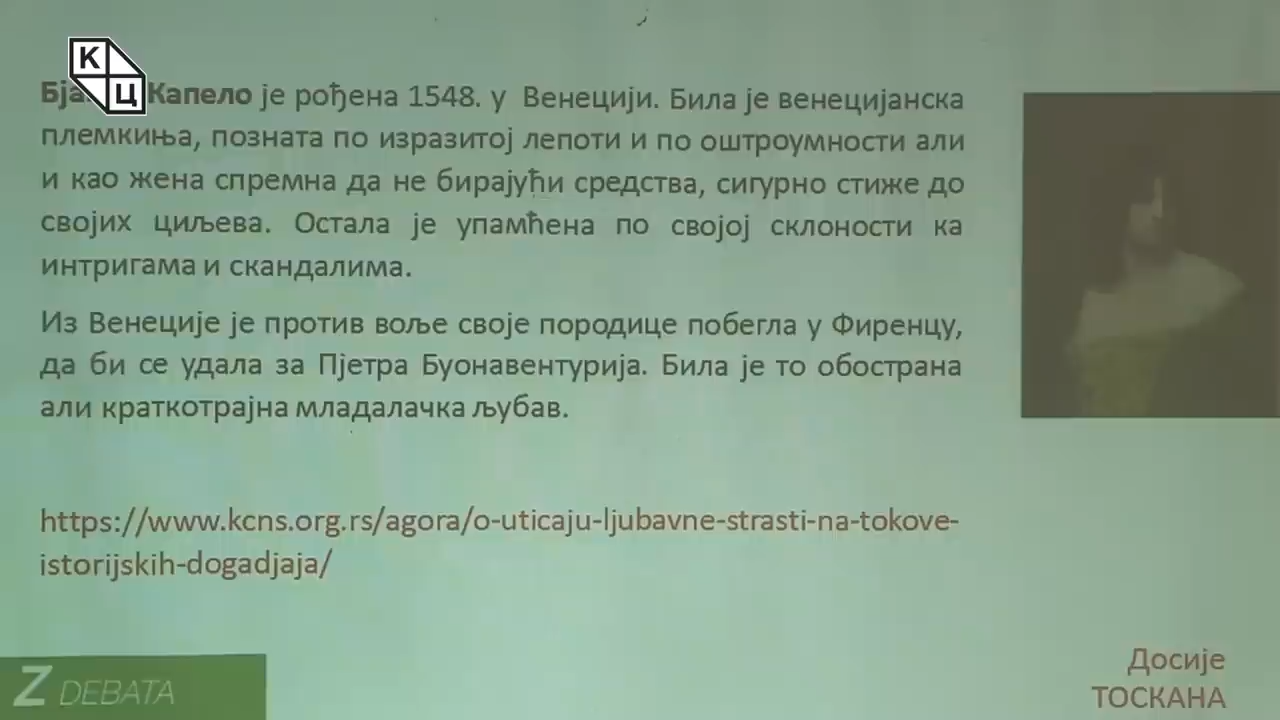 К
Ц
Капело је рођена 1548. у Венецији. Била је венецијанска
племкиња, позната по изразитој лепоти и по оштроумности али
и као жена спремна да не бирајући средства, сигурно стиже до
својих циљева. Остала је упамћена по својој склоности ка
интригама и скандалима.
Из Венеције је против воље своје породице побегла у Фиренцу,
да би се удала за Пјетра Буонавентурија. Била је то обострана
али краткотрајна младалачка љубав.
https://www.kcns.org.rs/agora/o-uticaju-ljubavne-strasti-na-tokove-
istorijskih-dogadjaja/
Z DEBATA
Досије
ТОСКАНА